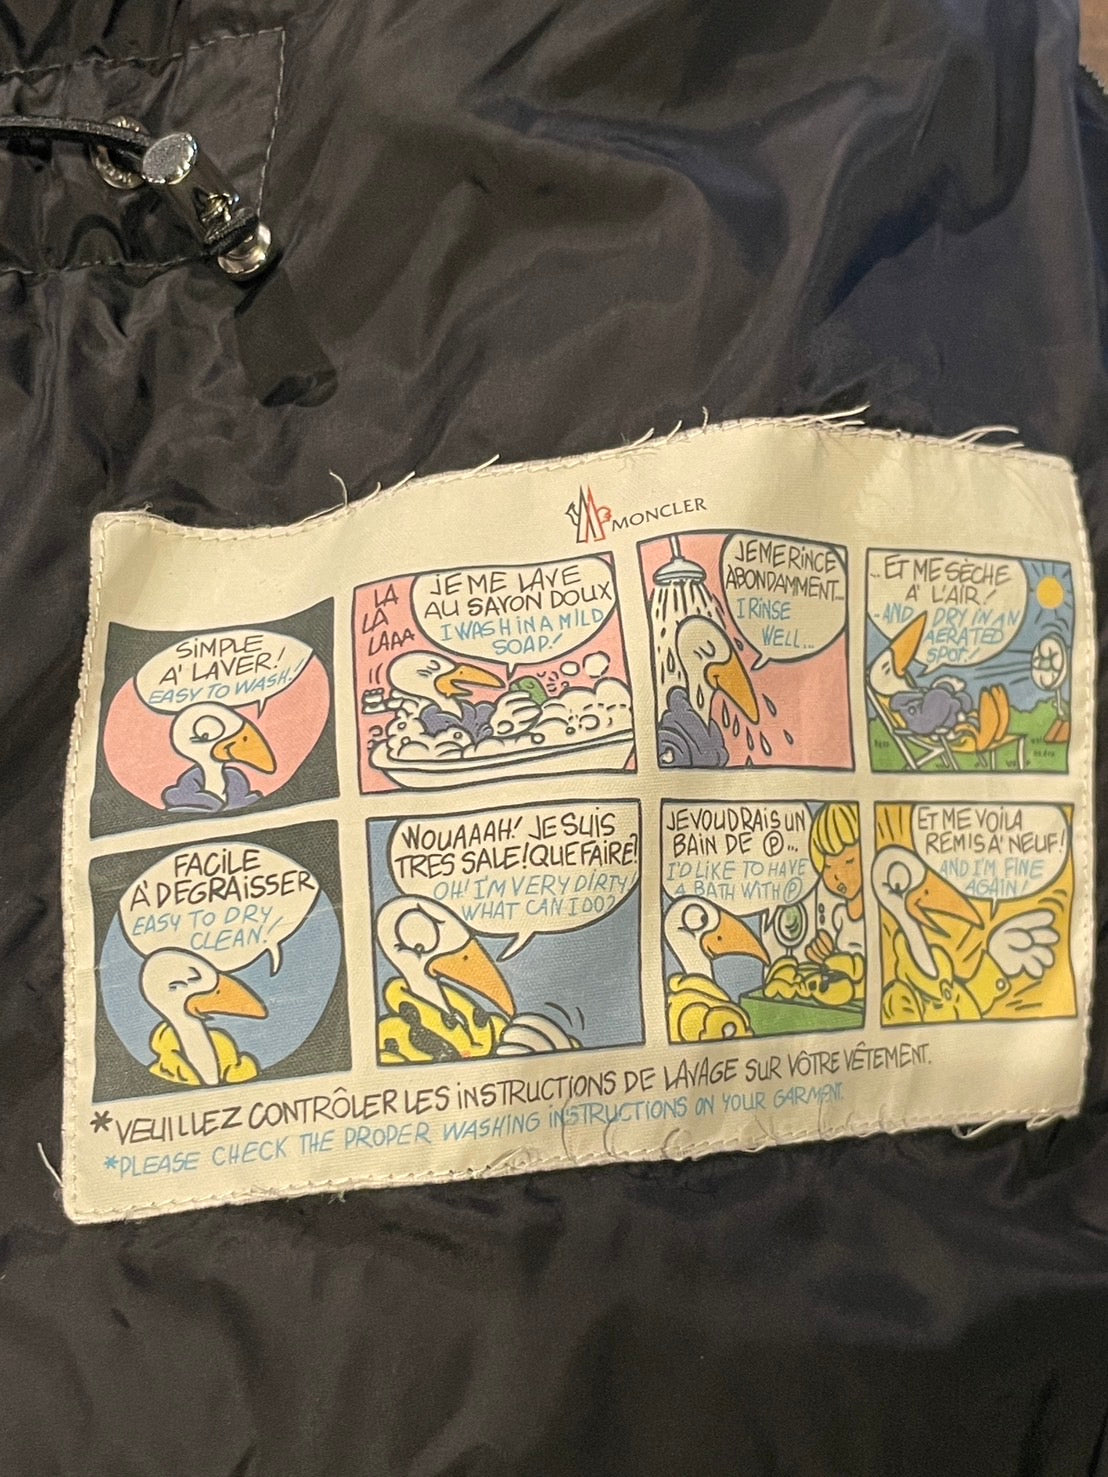 MONCLER
SIMPLE
A' LAVER!
EASY TO WASH!
LA
LA
LAAA
JE ME LAVE
AU SAVON DOUX
I WASH IN A MILD
SOAP!
JE ME RINCE
ABONDAMMENT...
I RINSE
WELL...
...ET ME SÈCHE
A' L'AIR!
-AND DRY IN AN
AERATED
SPOT!
FACILE
A' DEGRAISSER
EASY TO DRY
CLEAN!
WOUAAAH! JE SUIS
TRES SALE! QUE FAIRE?
OH! I'M VERY DIRTY!
WHAT CAN I DO?
JE VOUDRAIS UN
BAIN DE Ⓟ...
I'D LIKE TO HAVE
A BATH WITH Ⓟ
ET ME VOILA
REMIS A' NEUF!
AND I'M FINE
AGAIN!
*VEUILLEZ CONTRÔLER LES INSTRUCTIONS DE LAVAGE SUR VÔTRE VÊTEMENT.
*PLEASE CHECK THE PROPER WASHING INSTRUCTIONS ON YOUR GARMENT.